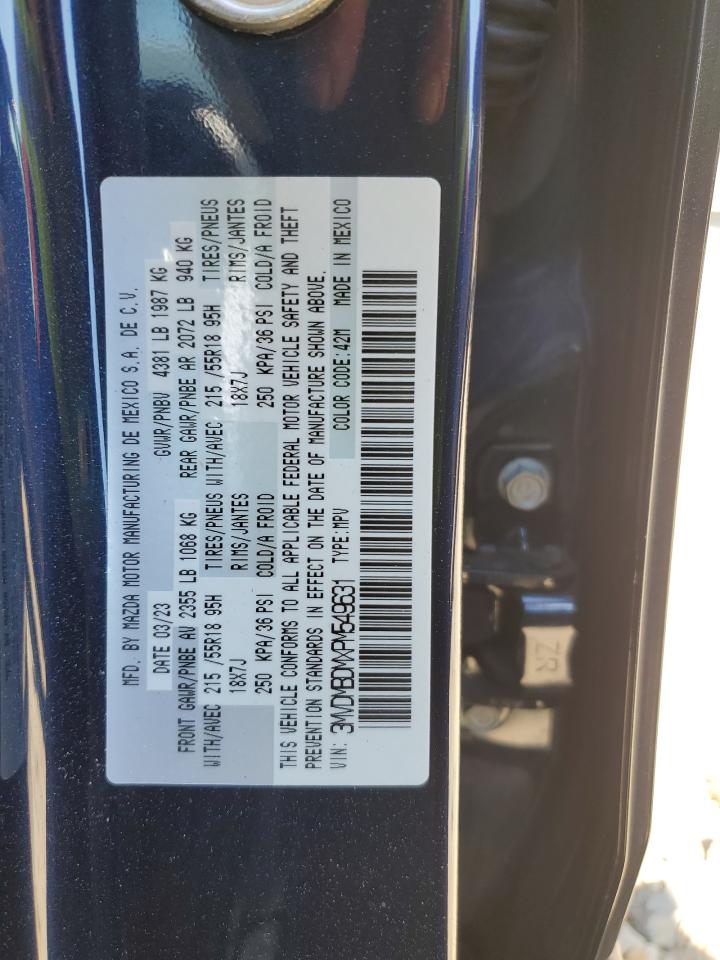 MFD. BY MAZDA MOTOR MANUFACTURING DE MEXICO S.A. DE C.V.
DATE 03/23 GVWR/PNBV 4381 LB 1987 KG
FRONT GAWR/PNBE AV 2355 LB 1068 KG REAR GAWR/PNBE AR 2072 LB 940 KG
WITH/AVEC 215 /55R18 95H TIRES/PNEUS WITH/AVEC 215 /55R18 95H TIRES/PNEUS
18X7J RIMS/JANTES 18X7J RIMS/JANTES
250 KPA/36 PSI COLD/A FROID 250 KPA/36 PSI COLD/A FROID
THIS VEHICLE CONFORMS TO ALL APPLICABLE FEDERAL MOTOR VEHICLE SAFETY AND THEFT
PREVENTION STANDARDS IN EFFECT ON THE DATE OF MANUFACTURE SHOWN ABOVE.
VIN: 3MVDMBDMXPM549631 TYPE:MPV COLOR CODE:42M MADE IN MEXICO
ZR